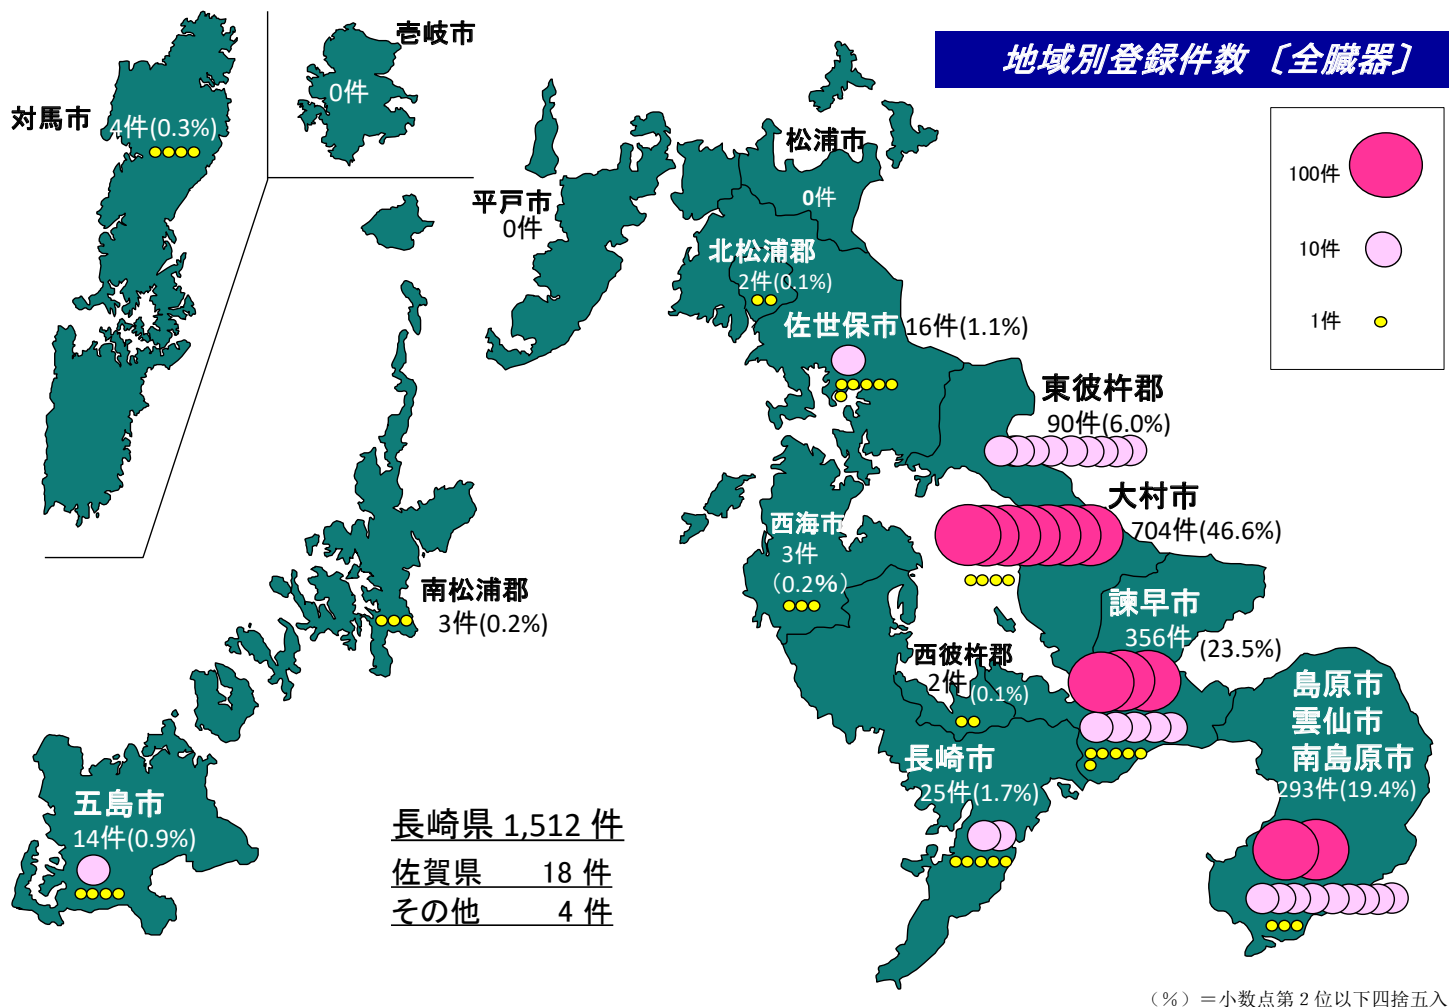 地域別登録件数〔全臓器〕
壱岐市
0件
対馬市
4件(0.3%)
100件
10件
1件
松浦市
0件
平戸市
0件
北松浦郡
2件(0.1%)
佐世保市 16件(1.1%)
東彼杵郡
90件(6.0%)
大村市
704件(46.6%)
西海市
3件
（0.2%）
南松浦郡
3件(0.2%)
諫早市
356件
(23.5%)
西彼杵郡
2件(0.1%)
島原市
雲仙市
南島原市
293件(19.4%)
長崎市
25件(1.7%)
五島市
14件(0.9%)
長崎県 1,512 件
佐賀県 18 件
その他 4 件
（%）＝小数点第２位以下四捨五入